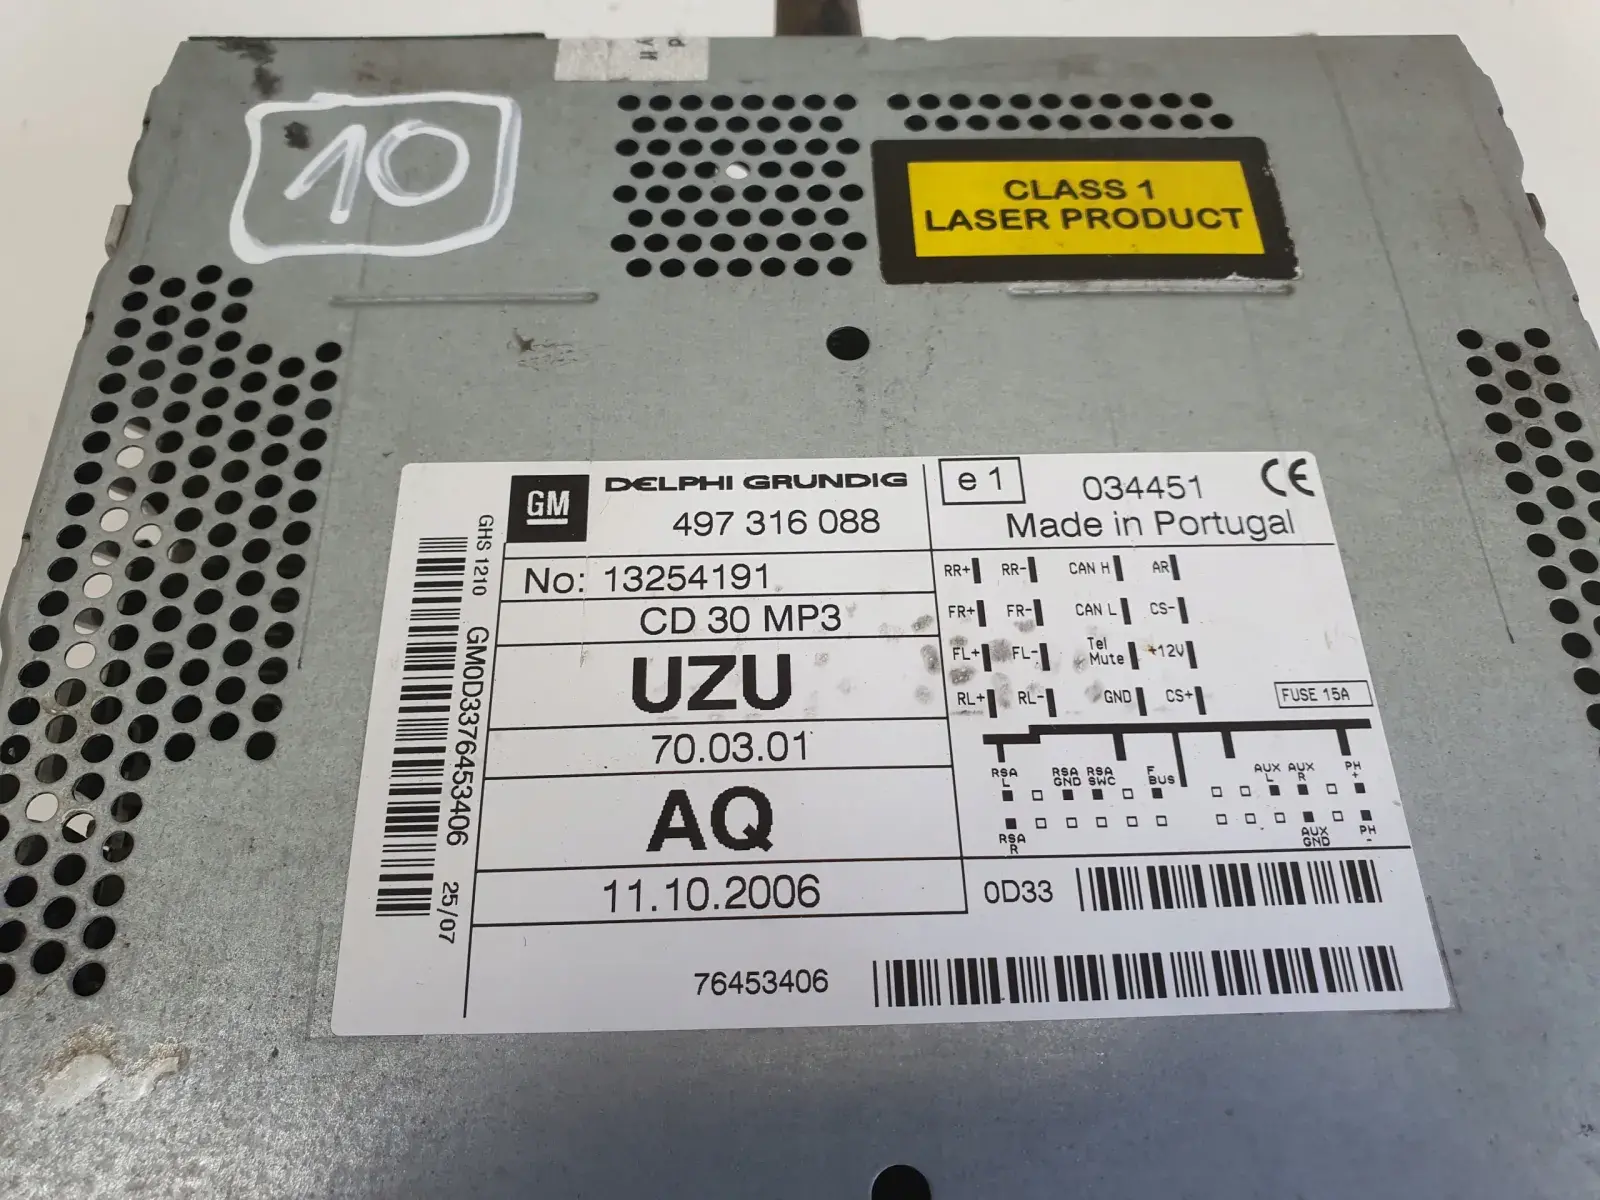 10
CLASS 1
LASER PRODUCT
GM
DELPHI GRUNDIG
497 316 088
e 1
034451
CE
Made in Portugal
No: 13254191
CD 30 MP3
UZU
70.03.01
AQ
11.10.2006
GHS 1210
GM0D3376453406
25/07
RR+ RR- CAN H AR
FR+ FR- CAN L CS-
FL+ FL- Tel Mute +12V
RL+ RL- GND CS+
FUSE 15A
RSA L RSA GND RSA SWC F BUS AUX L AUX R PH +
RSA R AUX GND PH -
0D33
76453406